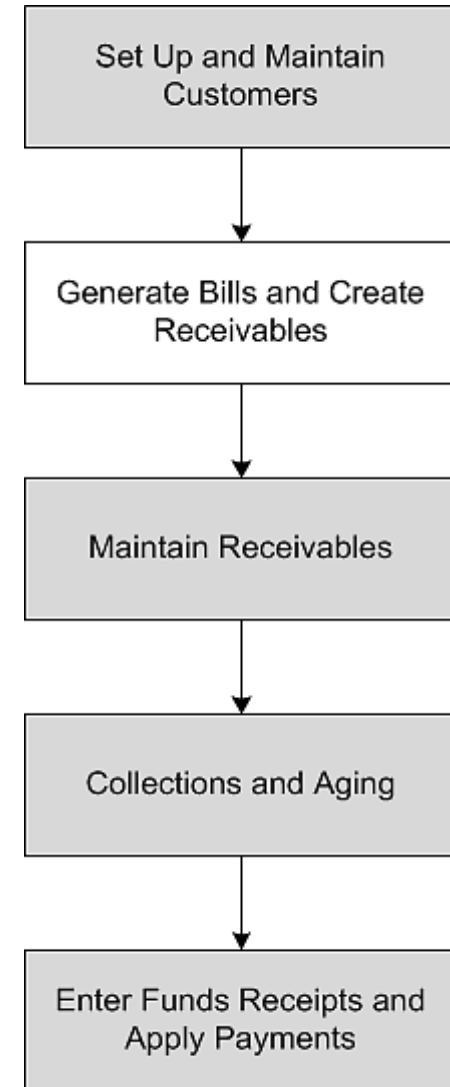 Set Up and Maintain
Customers
Generate Bills and Create
Receivables
Maintain Receivables
Collections and Aging
Enter Funds Receipts and
Apply Payments